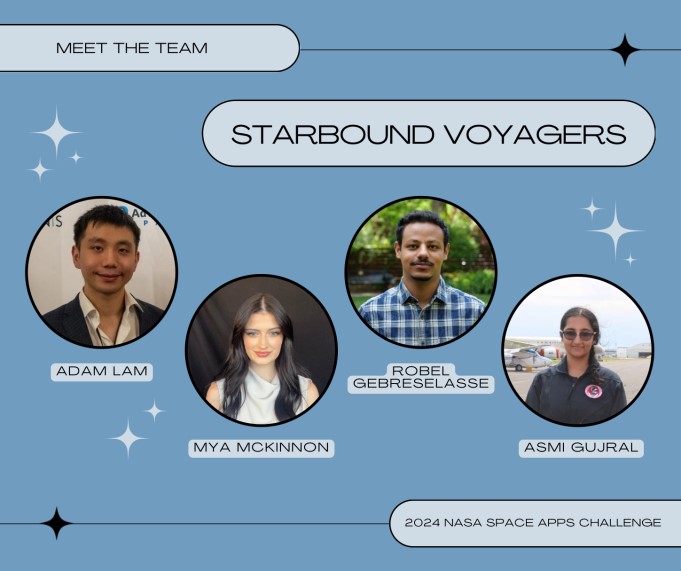 MEET THE TEAM
STARBOUND VOYAGERS
ADAM LAM
MYA MCKINNON
ROBEL
GEBRESELASSE
ASMI GUJRAL
2024 NASA SPACE APPS CHALLENGE